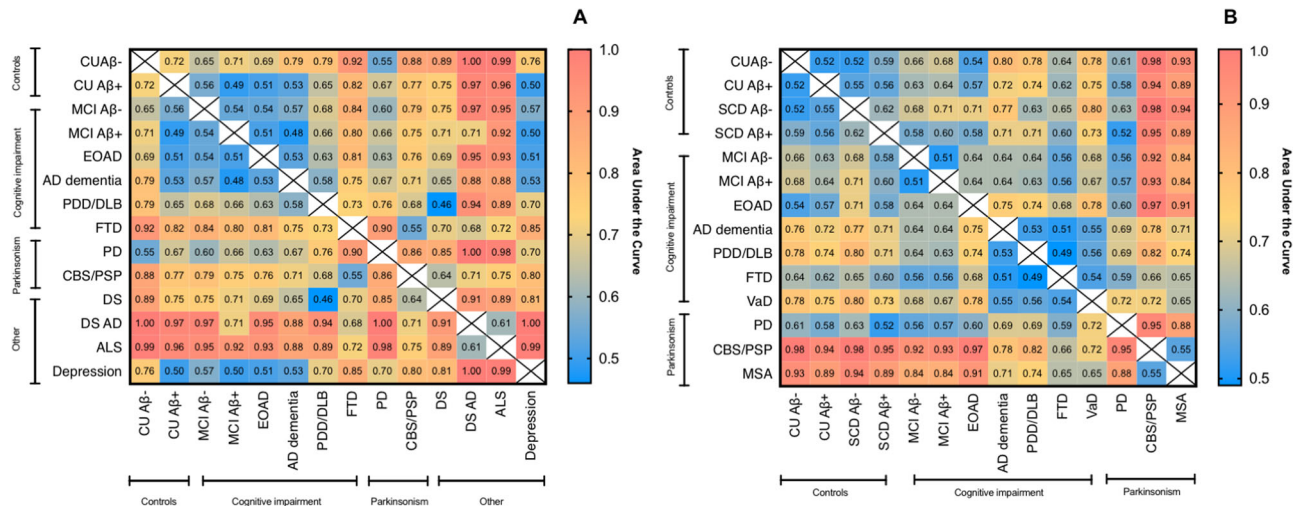 A
CUAβ- 0.72 0.65 0.71 0.69 0.79 0.79 0.92 0.55 0.88 0.89 1.00 0.99 0.76
CU Aβ+ 0.72 0.56 0.49 0.51 0.53 0.65 0.82 0.67 0.77 0.75 0.97 0.96 0.50
MCI Aβ- 0.65 0.56 0.54 0.54 0.57 0.68 0.84 0.60 0.79 0.75 0.97 0.95 0.57
MCI Aβ+ 0.71 0.49 0.54 0.51 0.48 0.66 0.80 0.66 0.75 0.71 0.71 0.92 0.50
EOAD 0.69 0.51 0.54 0.51 0.53 0.63 0.81 0.63 0.76 0.69 0.95 0.93 0.51
AD dementia 0.79 0.53 0.57 0.48 0.53 0.58 0.75 0.67 0.71 0.65 0.88 0.88 0.53
PDD/DLB 0.79 0.65 0.68 0.66 0.63 0.58 0.73 0.76 0.68 0.46 0.94 0.89 0.70
FTD 0.92 0.82 0.84 0.80 0.81 0.75 0.73 0.90 0.55 0.70 0.68 0.72 0.85
PD 0.55 0.67 0.60 0.66 0.63 0.67 0.76 0.90 0.86 0.85 1.00 0.98 0.70
CBS/PSP 0.88 0.77 0.79 0.75 0.76 0.71 0.68 0.55 0.86 0.64 0.71 0.75 0.80
DS 0.89 0.75 0.75 0.71 0.69 0.65 0.46 0.70 0.85 0.64 0.91 0.89 0.81
DS AD 1.00 0.97 0.97 0.71 0.95 0.88 0.94 0.68 1.00 0.71 0.91 0.61 1.00
ALS 0.99 0.96 0.95 0.92 0.93 0.88 0.89 0.72 0.98 0.75 0.89 0.61 0.99
Depression 0.76 0.50 0.57 0.50 0.51 0.53 0.70 0.85 0.70 0.80 0.81 1.00 0.99
Controls
Cognitive impairment
Parkinsonism
Other
CU Aβ- CU Aβ+ MCI Aβ- MCI Aβ+ EOAD AD dementia PDD/DLB FTD PD CBS/PSP DS DS AD ALS Depression
Controls Cognitive impairment Parkinsonism Other
1.0
0.9
0.8
0.7
0.6
0.5
Area Under the Curve
B
CUAβ- 0.52 0.52 0.59 0.66 0.68 0.54 0.80 0.78 0.64 0.78 0.61 0.98 0.93
CU Aβ+ 0.52 0.55 0.56 0.63 0.64 0.57 0.72 0.74 0.62 0.75 0.58 0.94 0.89
SCD Aβ- 0.52 0.55 0.62 0.68 0.71 0.71 0.77 0.63 0.65 0.80 0.63 0.98 0.94
SCD Aβ+ 0.59 0.56 0.62 0.58 0.60 0.58 0.71 0.71 0.60 0.73 0.52 0.95 0.89
MCI Aβ- 0.66 0.63 0.68 0.58 0.51 0.64 0.64 0.64 0.56 0.68 0.56 0.92 0.84
MCI Aβ+ 0.68 0.64 0.71 0.60 0.51 0.64 0.64 0.63 0.56 0.67 0.57 0.93 0.84
EOAD 0.54 0.57 0.71 0.58 0.64 0.64 0.75 0.74 0.68 0.78 0.60 0.97 0.91
AD dementia 0.76 0.72 0.77 0.71 0.64 0.64 0.75 0.53 0.51 0.55 0.69 0.78 0.71
PDD/DLB 0.78 0.74 0.80 0.71 0.64 0.63 0.74 0.53 0.49 0.56 0.69 0.82 0.74
FTD 0.64 0.62 0.65 0.60 0.56 0.56 0.68 0.51 0.49 0.54 0.59 0.66 0.65
VaD 0.78 0.75 0.80 0.73 0.68 0.67 0.78 0.55 0.56 0.54 0.72 0.72 0.65
PD 0.61 0.58 0.63 0.52 0.56 0.57 0.60 0.69 0.69 0.59 0.72 0.95 0.88
CBS/PSP 0.98 0.94 0.98 0.95 0.92 0.93 0.97 0.78 0.82 0.66 0.72 0.95 0.55
MSA 0.93 0.89 0.94 0.89 0.84 0.84 0.91 0.71 0.74 0.65 0.65 0.88 0.55
Controls
Cognitive impairment
Parkinsonism
CU Aβ- CU Aβ+ SCD Aβ- SCD Aβ+ MCI Aβ- MCI Aβ+ EOAD AD dementia PDD/DLB FTD VaD PD CBS/PSP MSA
Controls Cognitive impairment Parkinsonism
1.0
0.9
0.8
0.7
0.6
0.5
Area Under the Curve